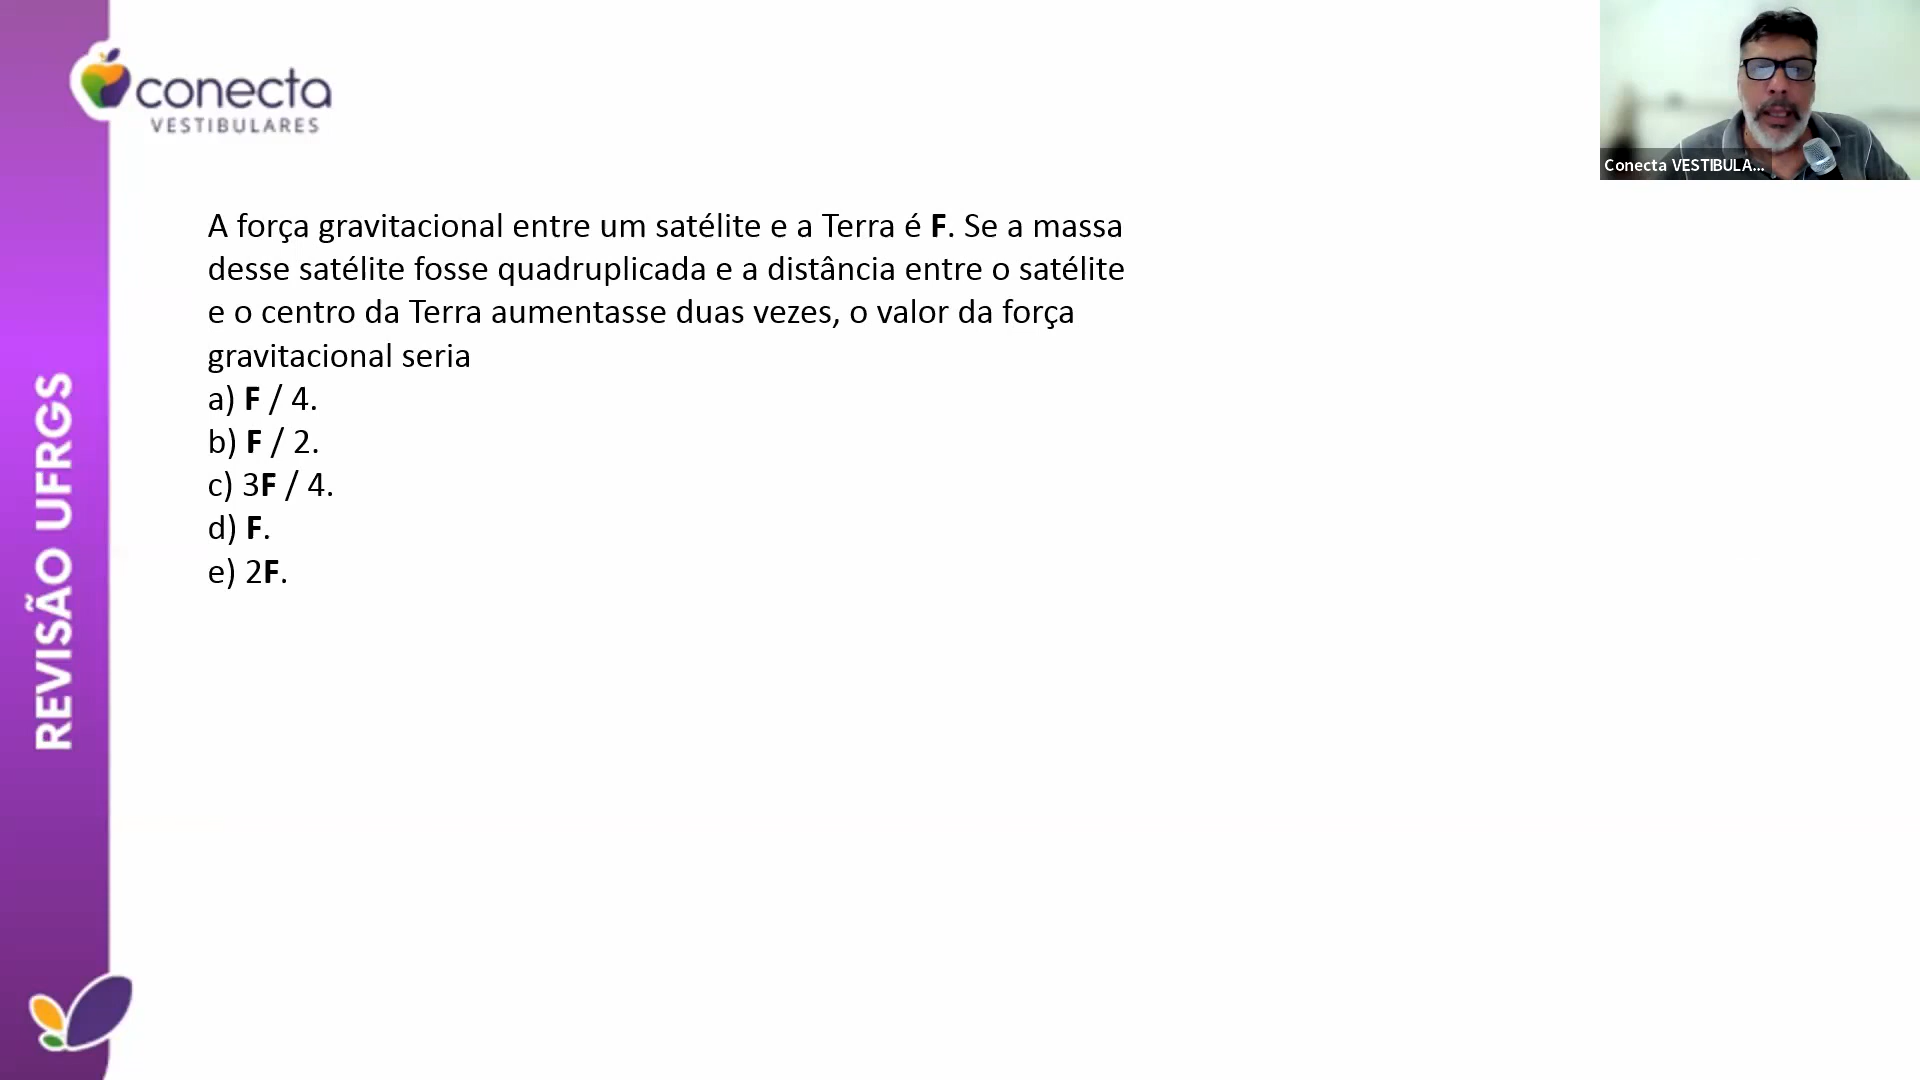 conecta
VESTIBULARES
Conecta VESTIBULA...
A força gravitacional entre um satélite e a Terra é F. Se a massa
desse satélite fosse quadruplicada e a distância entre o satélite
e o centro da Terra aumentasse duas vezes, o valor da força
gravitacional seria
a) F / 4.
b) F / 2.
c) 3F / 4.
d) F.
e) 2F.
REVISÃO UFRGS